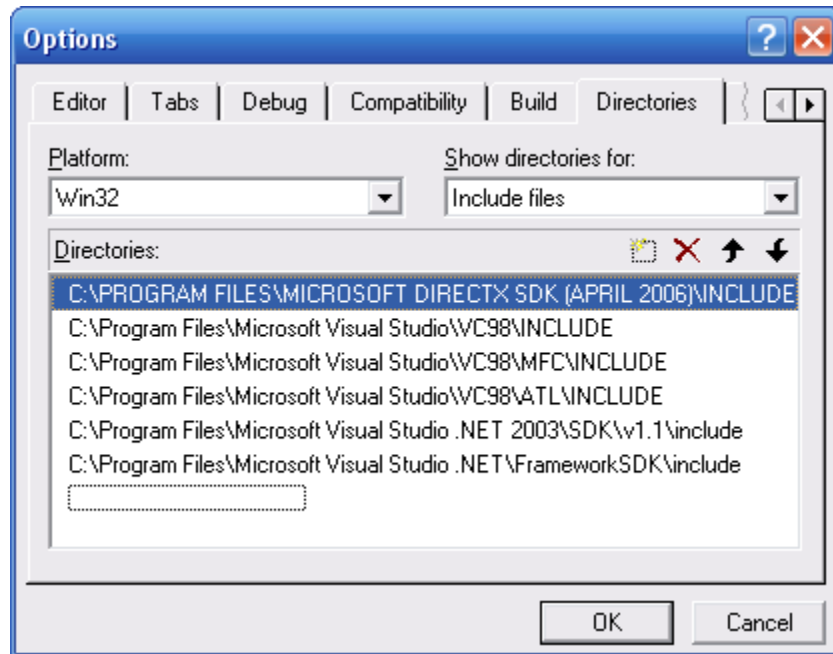 Options
Editor Tabs Debug Compatibility Build Directories
Platform: Show directories for:
Win32 Include files
Directories:
C:\PROGRAM FILES\MICROSOFT DIRECTX SDK (APRIL 2006)\INCLUDE
C:\Program Files\Microsoft Visual Studio\VC98\INCLUDE
C:\Program Files\Microsoft Visual Studio\VC98\MFC\INCLUDE
C:\Program Files\Microsoft Visual Studio\VC98\ATL\INCLUDE
C:\Program Files\Microsoft Visual Studio .NET 2003\SDK\v1.1\include
C:\Program Files\Microsoft Visual Studio .NET\FrameworkSDK\include
OK Cancel